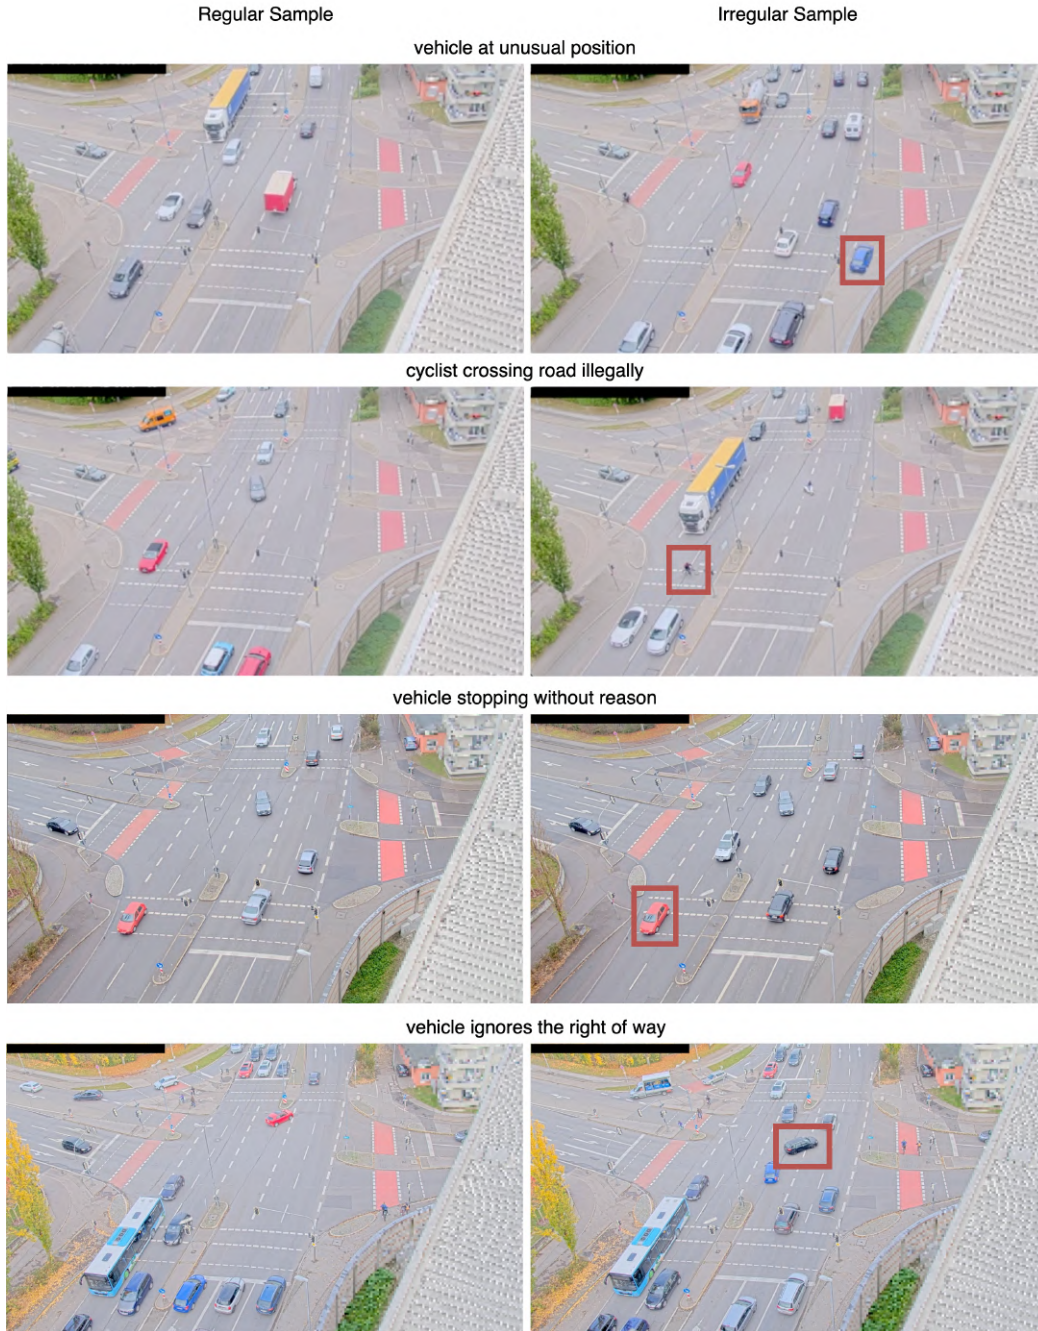 Regular Sample
Irregular Sample
vehicle at unusual position
cyclist crossing road illegally
vehicle stopping without reason
vehicle ignores the right of way